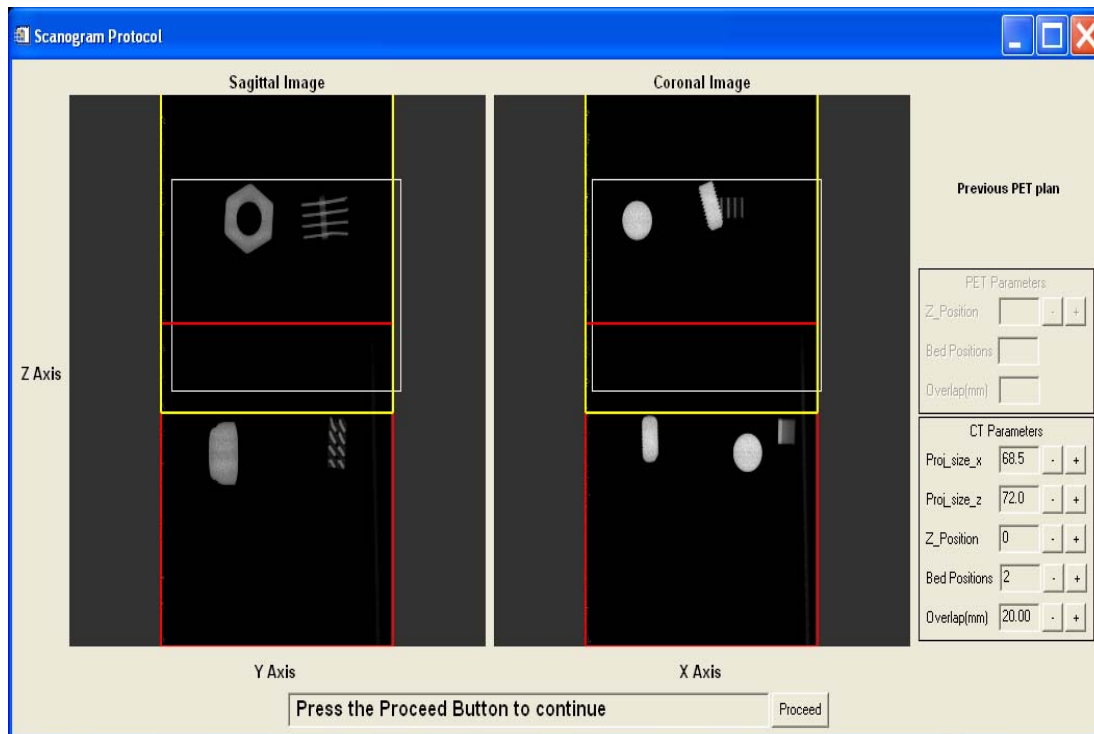 Scanogram Protocol
Sagittal Image
Coronal Image
Previous PET plan
Z Axis
PET Parameters
Z_Position - +
Bed Positions
Overlap(mm)
CT Parameters
Proj_size_x 68.5 - +
Proj_size_z 72.0 - +
Z_Position 0 - +
Bed Positions 2 - +
Overlap(mm) 20.00 - +
Y Axis
X Axis
Press the Proceed Button to continue
Proceed